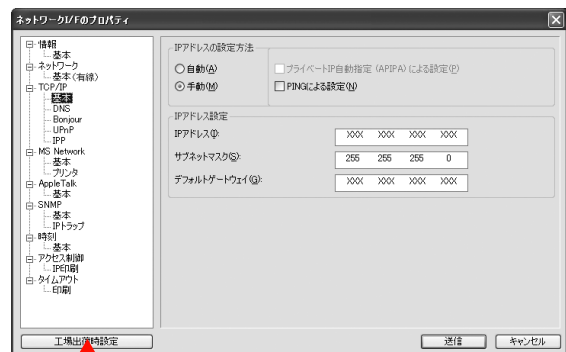 ネットワークI/Fのプロパティ
情報
基本
ネットワーク
基本(有線)
TCP/IP
基本
DNS
Bonjour
UPnP
IPP
MS Network
基本
プリンタ
AppleTalk
基本
SNMP
基本
IPトラップ
時刻
基本
アクセス制御
IPE印刷
タイムアウト
印刷
IPアドレスの設定方法
自動(A)
手動(M)
プライベートIP自動指定 (APIPA) による設定(P)
PINGによる設定(N)
IPアドレス設定
IPアドレス(I):
XXX XXX XXX XXX
サブネットマスク(S):
255 255 255 0
デフォルトゲートウェイ(G):
XXX XXX XXX XXX
工場出荷時設定
送信
キャンセル